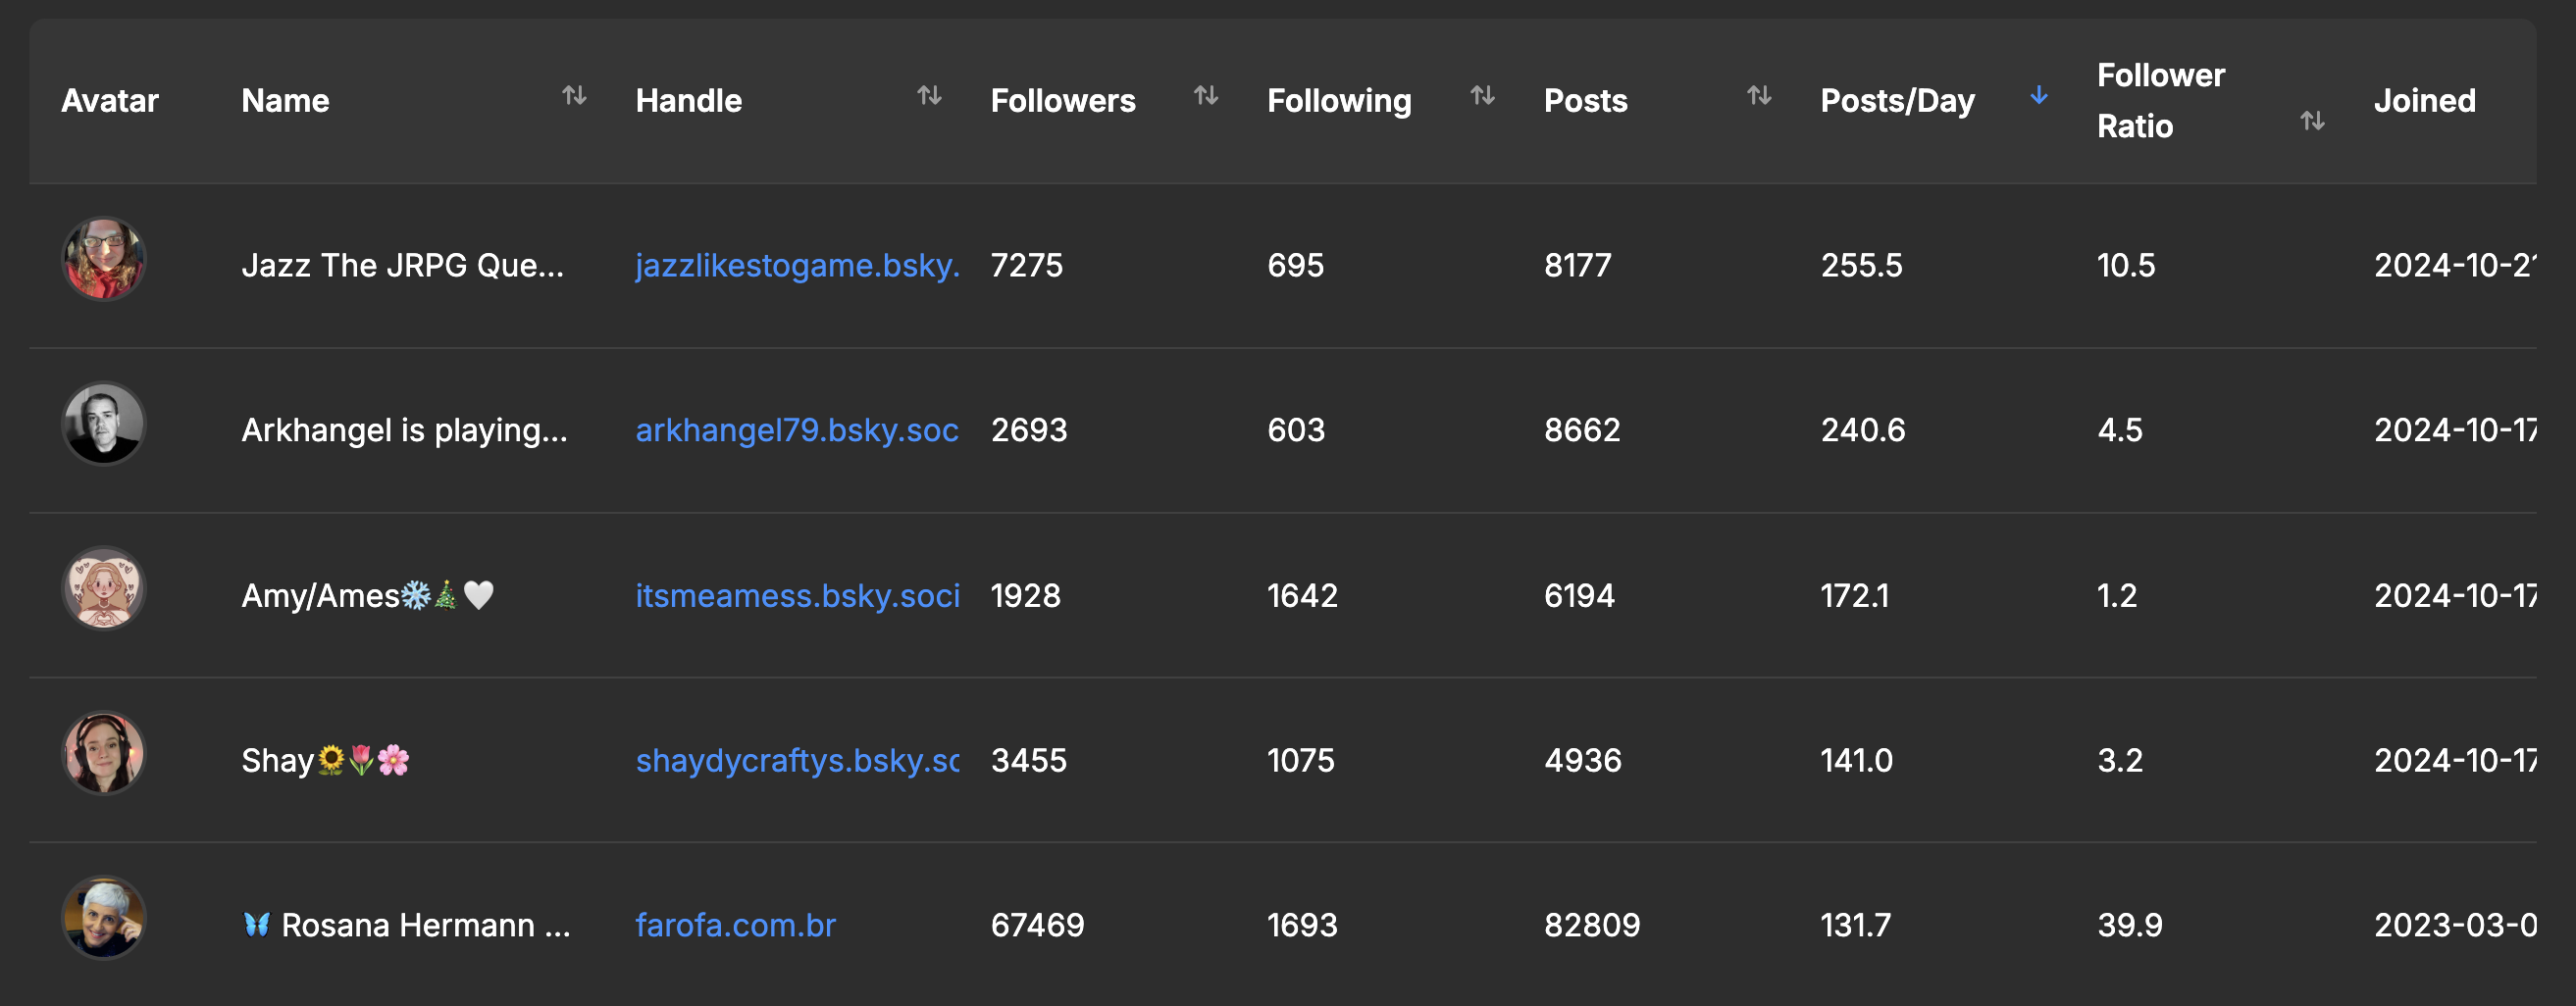 Avatar Name Handle Followers Following Posts Posts/Day Follower Ratio Joined
Jazz The JRPG Que... jazzlikestogame.bsky. 7275 695 8177 255.5 10.5 2024-10-21
Arkhangel is playing... arkhangel79.bsky.soc 2693 603 8662 240.6 4.5 2024-10-17
Amy/Ames❄️🎄🤍 itsmeamess.bsky.soci 1928 1642 6194 172.1 1.2 2024-10-17
Shay🌻🌷🌸 shaydycraftys.bsky.sc 3455 1075 4936 141.0 3.2 2024-10-17
🦋 Rosana Hermann ... farofa.com.br 67469 1693 82809 131.7 39.9 2023-03-0